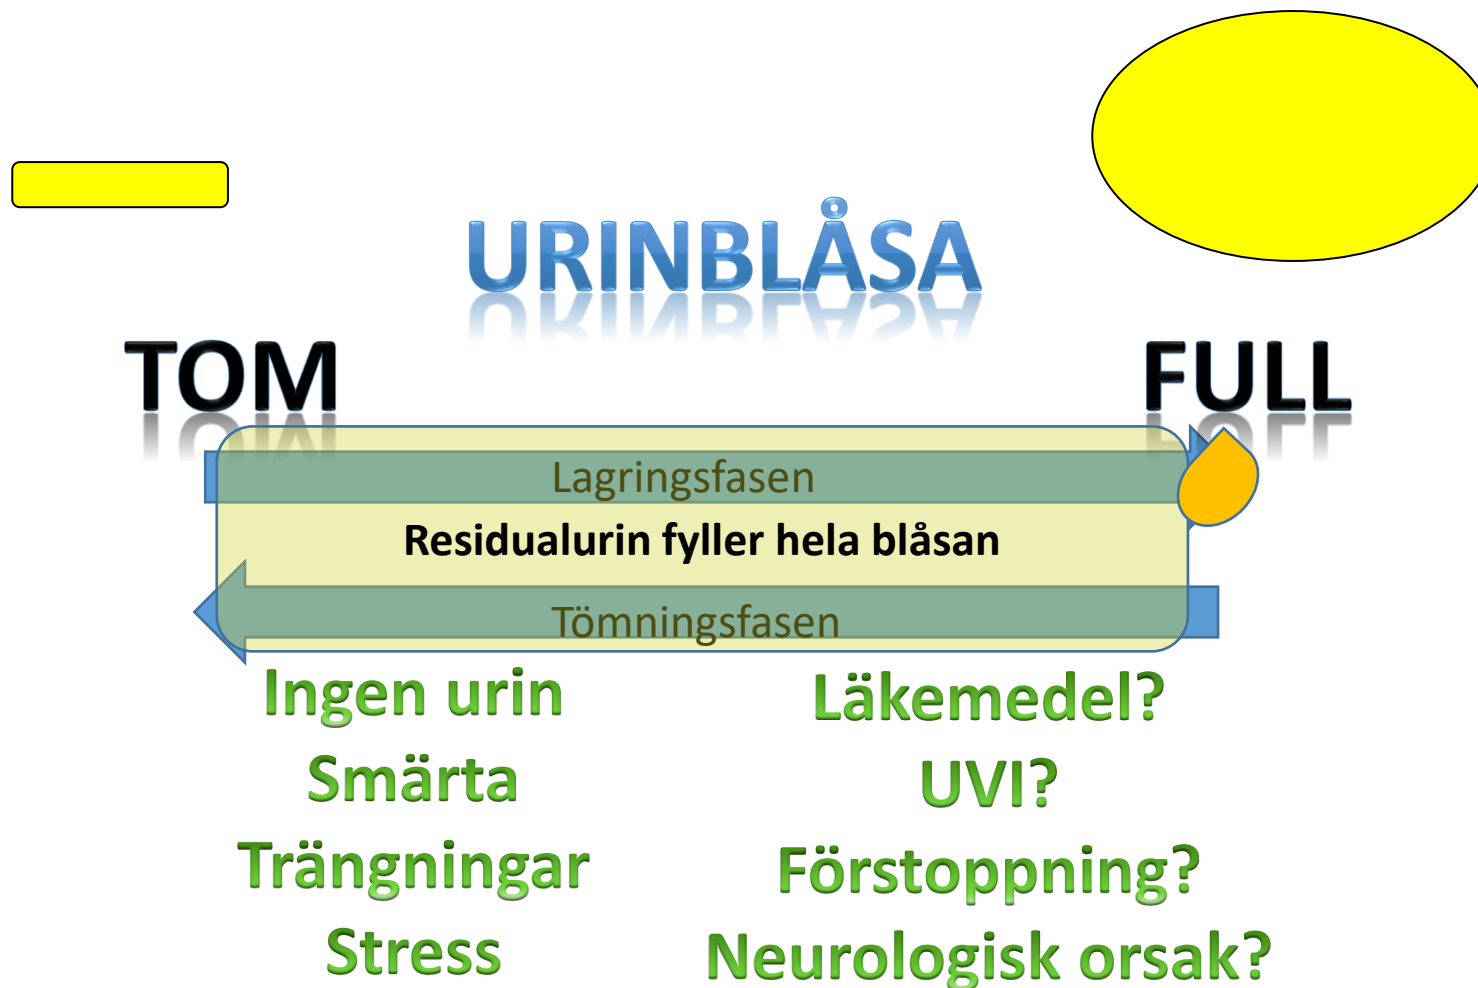 URINBLÅSA
TOM
FULL
Lagringsfasen
Residualurin fyller hela blåsan
Tömningsfasen
Ingen urin
Smärta
Trängningar
Stress
Läkemedel?
UVI?
Förstoppning?
Neurologisk orsak?